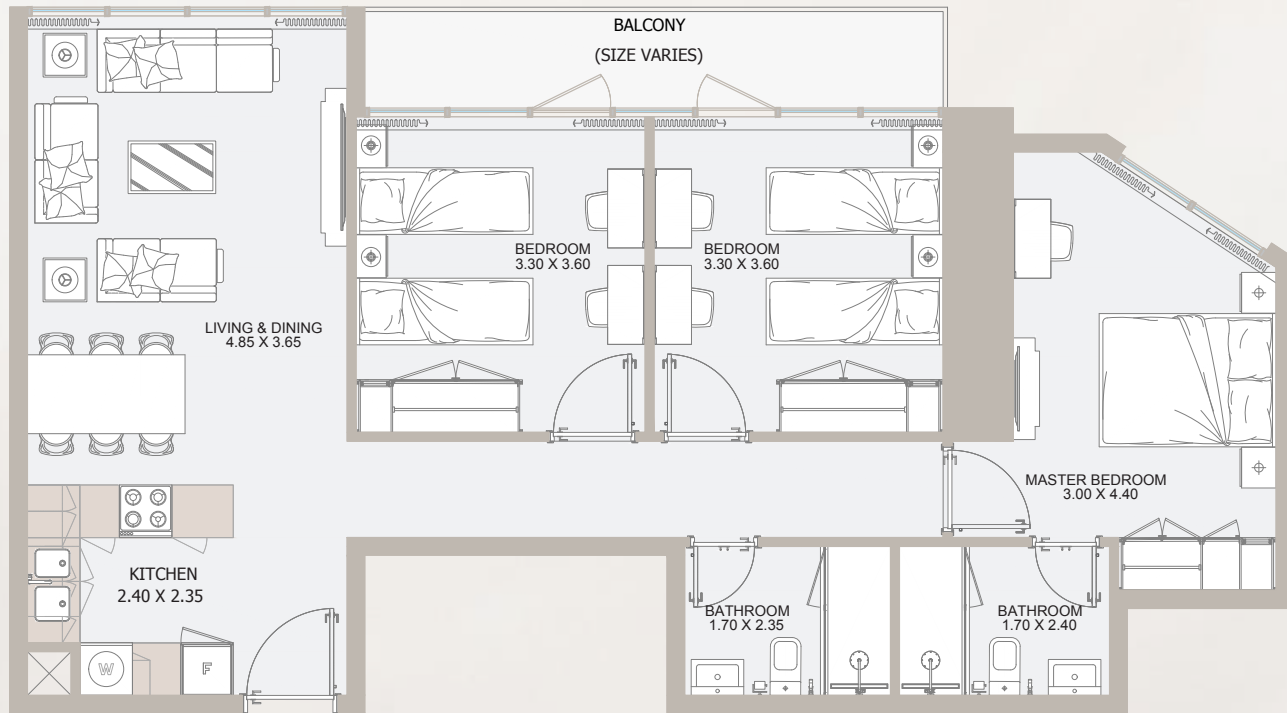 BALCONY
(SIZE VARIES)
BEDROOM
3.30 X 3.60
BEDROOM
3.30 X 3.60
LIVING & DINING
4.85 X 3.65
MASTER BEDROOM
3.00 X 4.40
KITCHEN
2.40 X 2.35
BATHROOM
1.70 X 2.35
BATHROOM
1.70 X 2.40
W
F